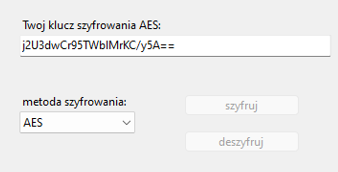 Twoj klucz szyfrowania AES:
j2U3dwCr95TWbIMrKC/y5A==
metoda szyfrowania:
szyfruj
AES
deszyfruj